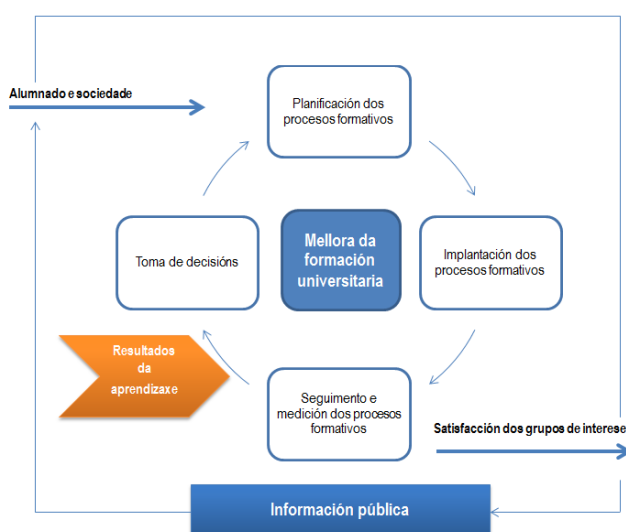 Alumnado e sociedade
Planificación dos
procesos formativos
Toma de decisións
Mellora da
formación
universitaria
Implantación dos
procesos formativos
Resultados
da
aprendizaxe
Seguimento e
medición dos procesos
formativos
Satisfacción dos grupos de interese
Información pública